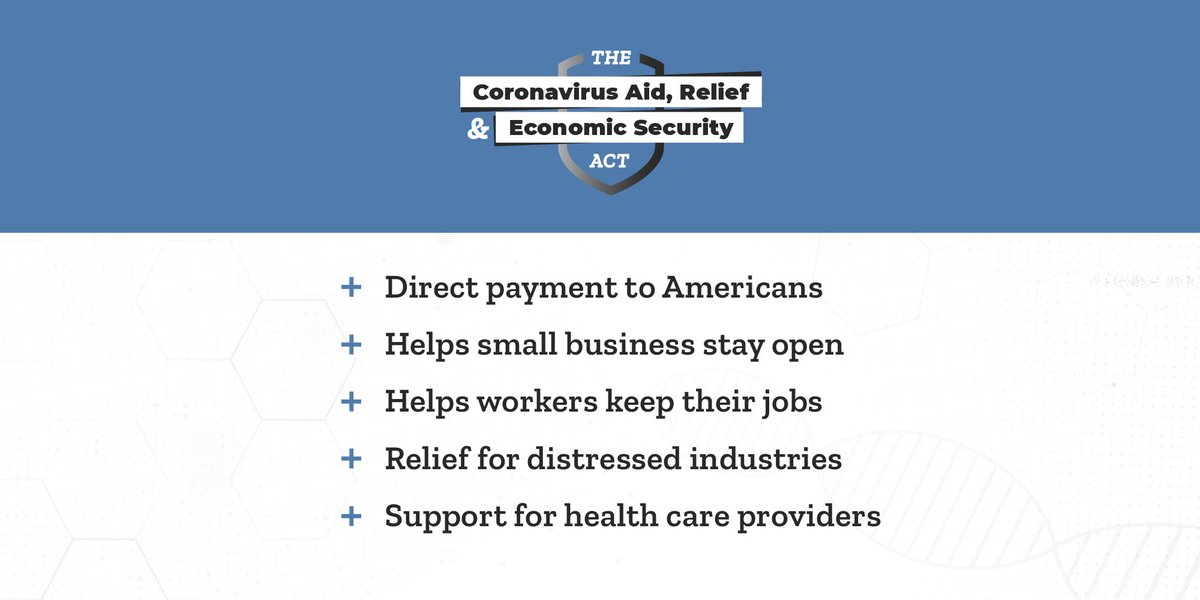 THE
Coronavirus Aid, Relief
& Economic Security
ACT
+ Direct payment to Americans
+ Helps small business stay open
+ Helps workers keep their jobs
+ Relief for distressed industries
+ Support for health care providers